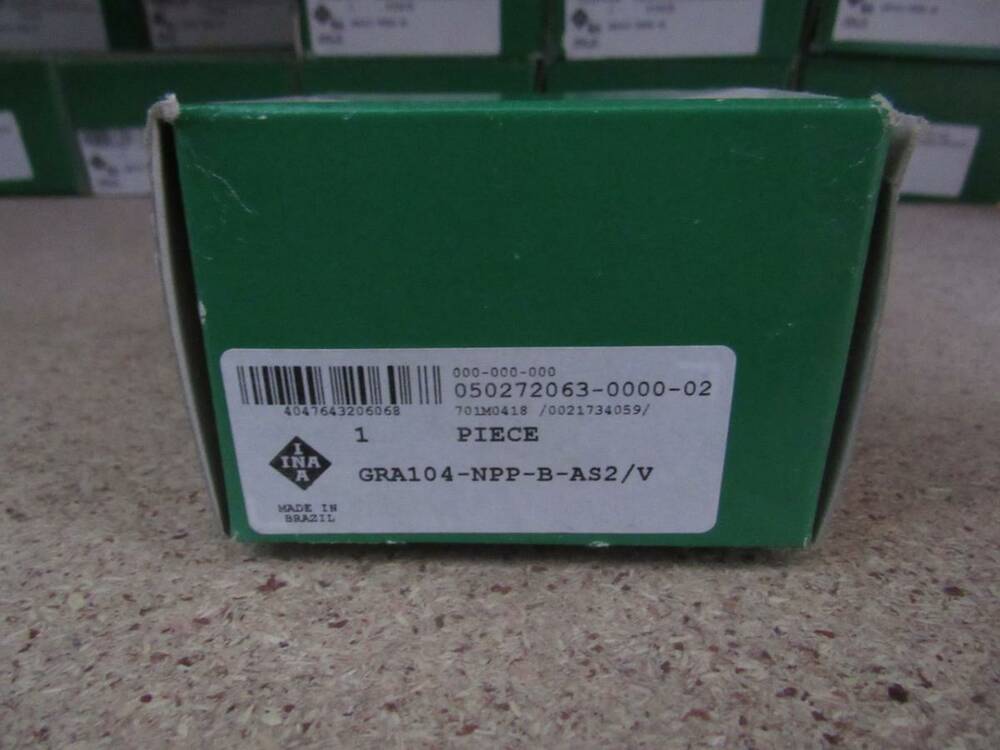 000-000-000
050272063-0000-02
4047643206068
701M0418 /0021734059/
1 PIECE
INA
GRA104-NPP-B-AS2/V
MADE IN
BRAZIL